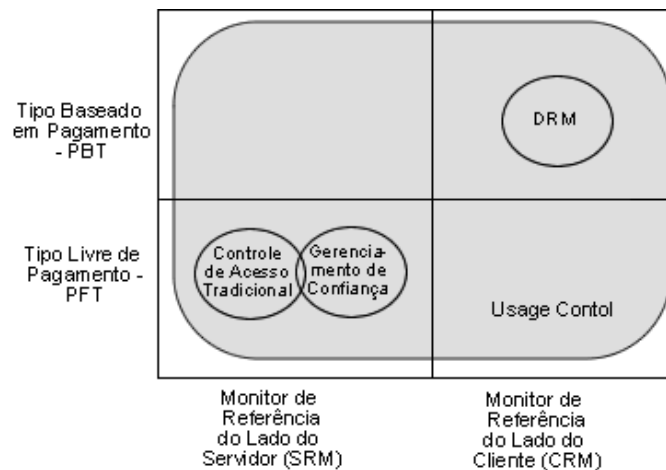 Tipo Baseado
em Pagamento
- PBT
DRM
Tipo Livre de
Pagamento -
PFT
Controle
de Acesso
Tradicional
Gerencia-
mento de
Confiança
Usage Contol
Monitor de
Referência
do Lado do
Servidor (SRM)
Monitor de
Referência
do Lado do
Cliente (CRM)